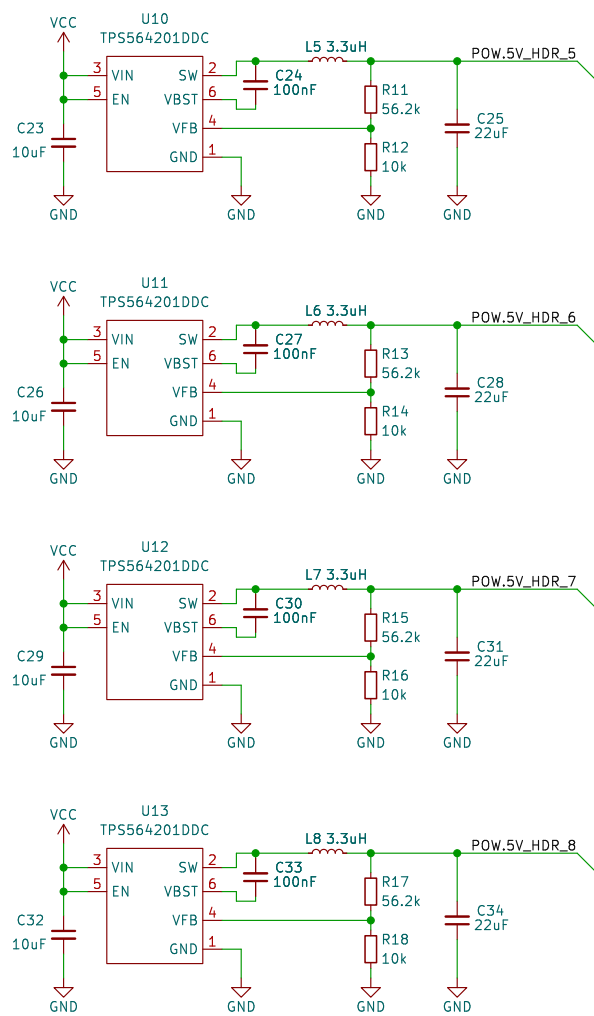 U10
VCC
TPS564201DDC
L5 3.3uH
POW.5V_HDR_5
3 VIN SW 2
C24
100nF
5 EN VBST 6
R11
56.2k
C23
10uF
VFB 4
C25
22uF
R12
10k
GND 1
GND GND GND GND
U11
VCC
TPS564201DDC
L6 3.3uH
POW.5V_HDR_6
3 VIN SW 2
C27
100nF
5 EN VBST 6
R13
56.2k
C26
10uF
VFB 4
C28
22uF
R14
10k
GND 1
GND GND GND GND
U12
VCC
TPS564201DDC
L7 3.3uH
POW.5V_HDR_7
3 VIN SW 2
C30
100nF
5 EN VBST 6
R15
56.2k
C29
10uF
VFB 4
C31
22uF
R16
10k
GND 1
GND GND GND GND
U13
VCC
TPS564201DDC
L8 3.3uH
POW.5V_HDR_8
3 VIN SW 2
C33
100nF
5 EN VBST 6
R17
56.2k
C32
10uF
VFB 4
C34
22uF
R18
10k
GND 1
GND GND GND GND